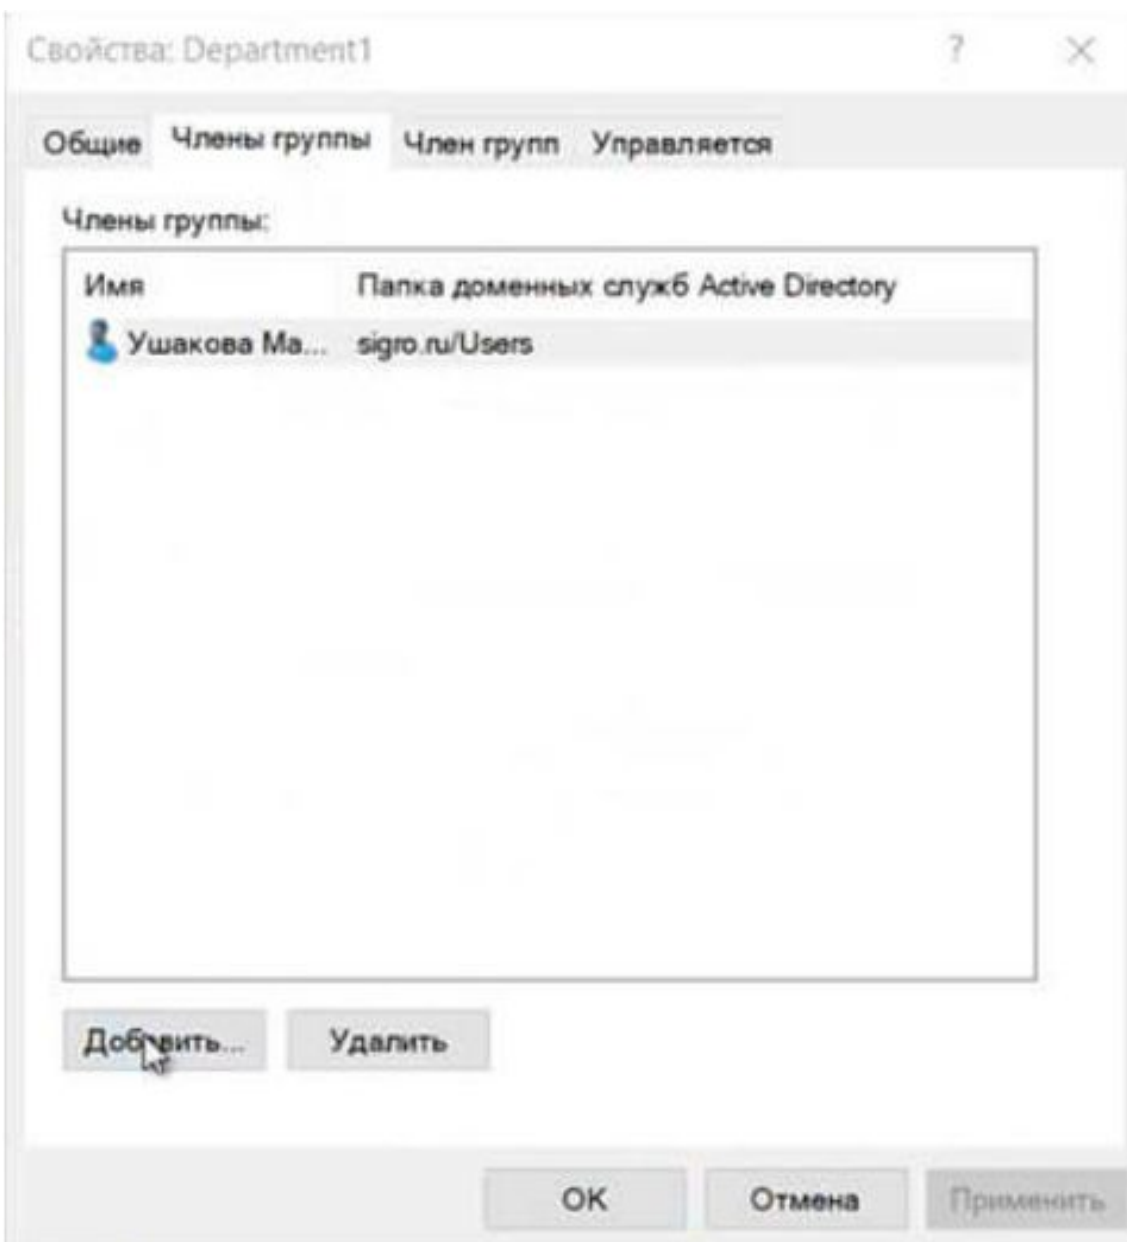 Свойства: Department1 ?
Общие Члены группы Член групп Управляется
Члены группы:
Имя Папка доменных служб Active Directory
Ушакова Ма... sigro.ru/Users
Добавить... Удалить
OK Отмена Применить